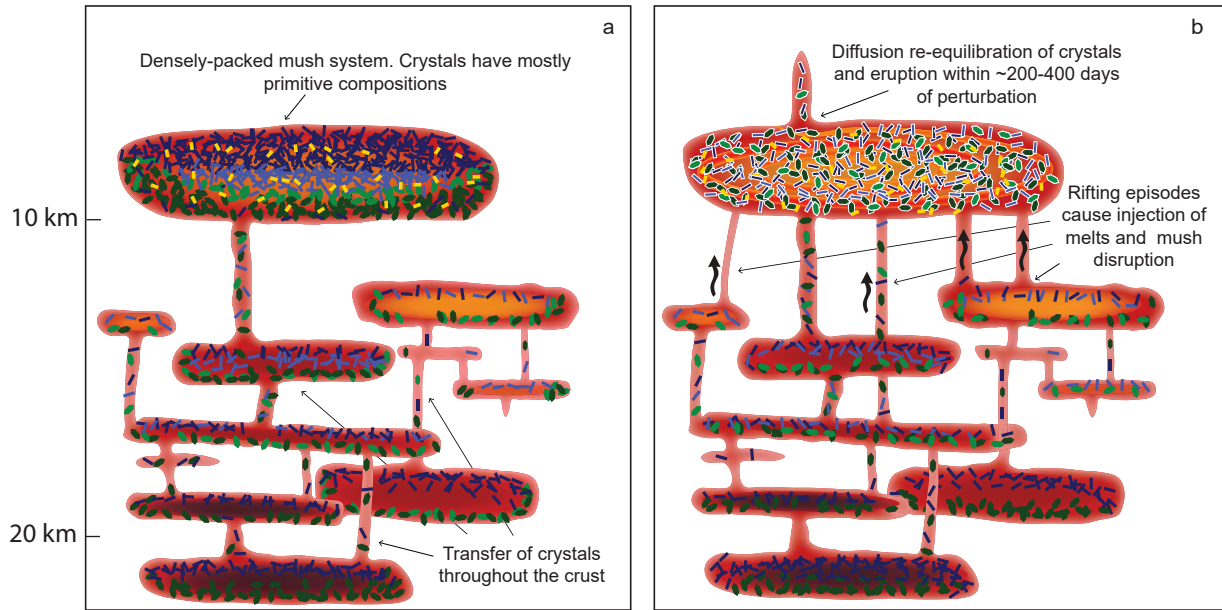 a
Densely-packed mush system. Crystals have mostly
primitive compositions
10 km
20 km
Transfer of crystals
throughout the crust
b
Diffusion re-equilibration of crystals
and eruption within ~200-400 days
of perturbation
Rifting episodes
cause injection of
melts and mush
disruption